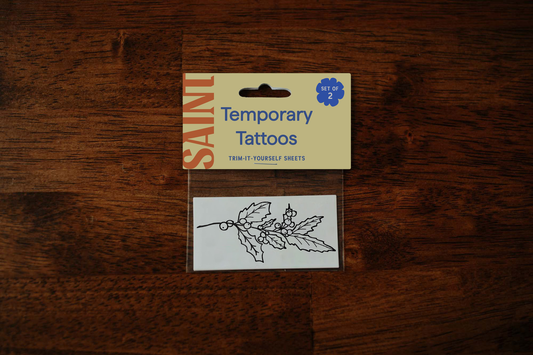 SAINT
SET OF
2
Temporary
Tattoos
TRIM-IT-YOURSELF SHEETS